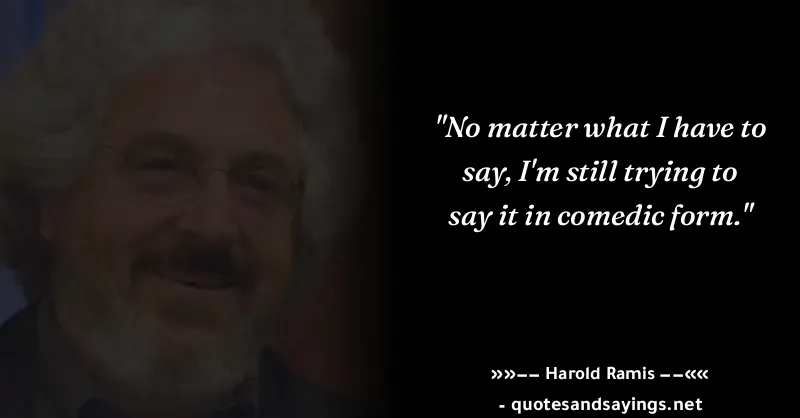 "No matter what I have to
say, I'm still trying to
say it in comedic form."
»»−− Harold Ramis −−««
- quotesandsayings.net